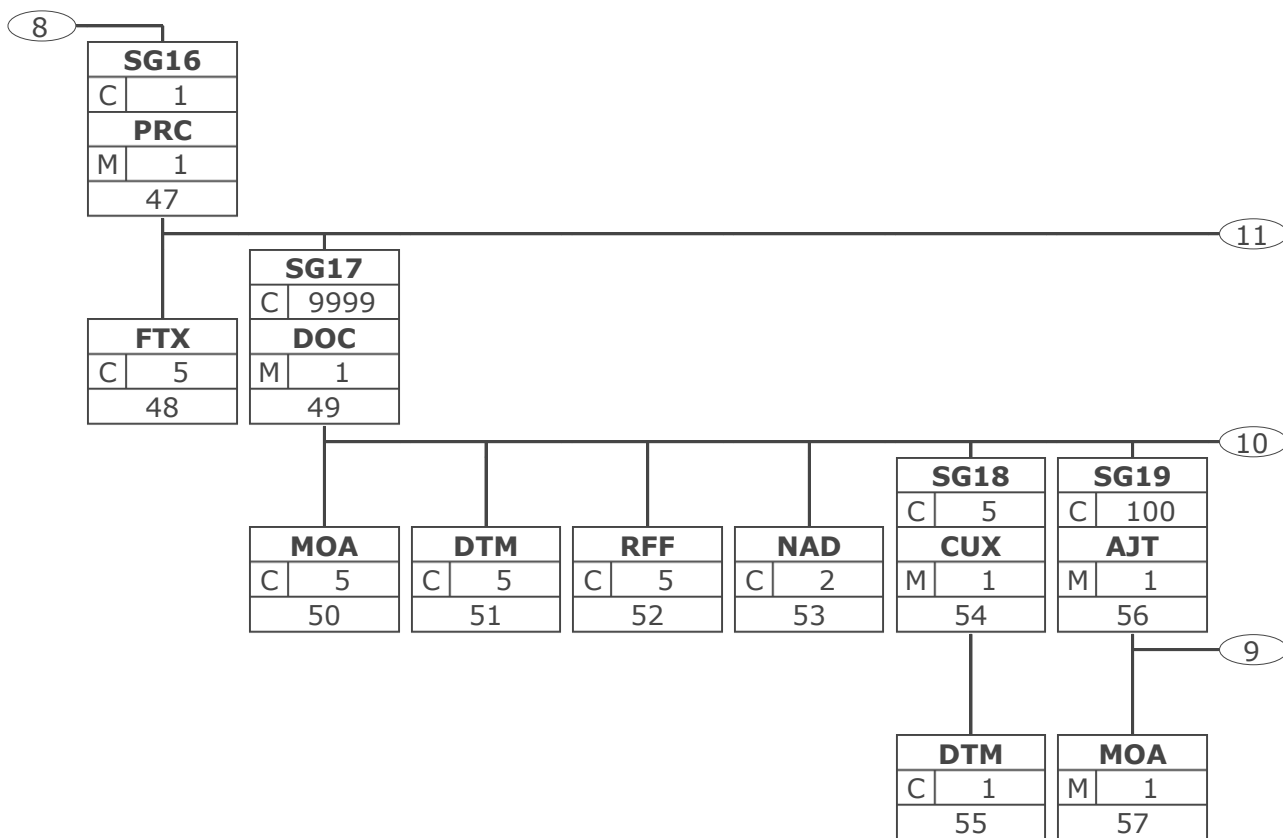 8
SG16
C 1
PRC
M 1
47
11
SG17
C 9999
FTX DOC
C 5 M 1
48 49
10
SG18 SG19
C 5 C 100
MOA DTM RFF NAD CUX AJT
C 5 C 5 C 5 C 2 M 1 M 1
50 51 52 53 54 56
9
DTM MOA
C 1 M 1
55 57